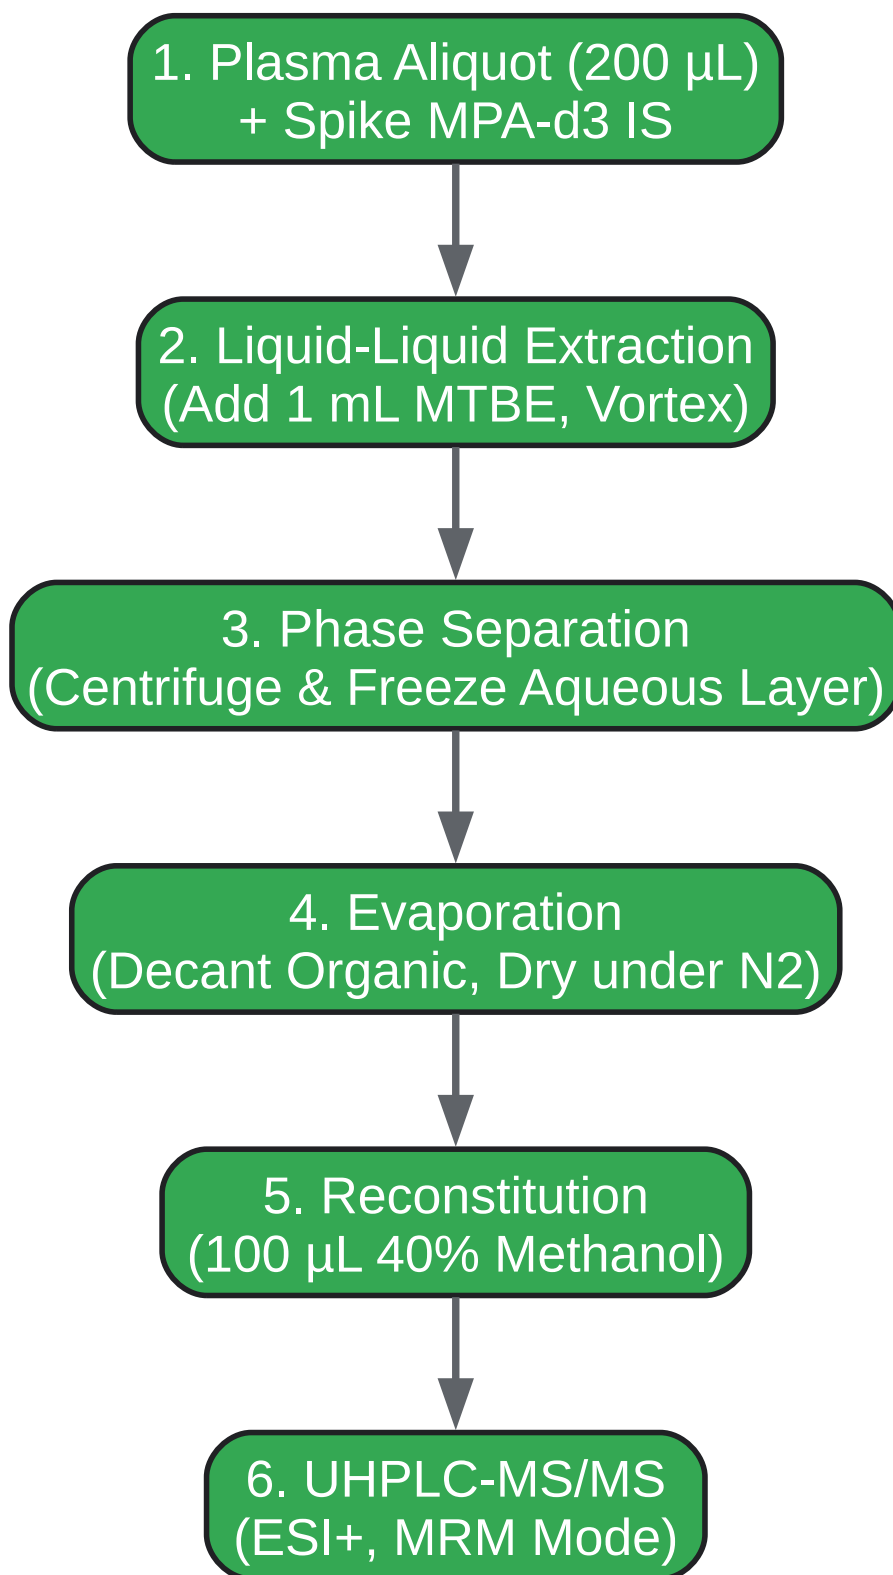 1. Plasma Aliquot (200 µL)
+ Spike MPA-d3 IS
2. Liquid-Liquid Extraction
(Add 1 mL MTBE, Vortex)
3. Phase Separation
(Centrifuge & Freeze Aqueous Layer)
4. Evaporation
(Decant Organic, Dry under N2)
5. Reconstitution
(100 µL 40% Methanol)
6. UHPLC-MS/MS
(ESI+, MRM Mode)